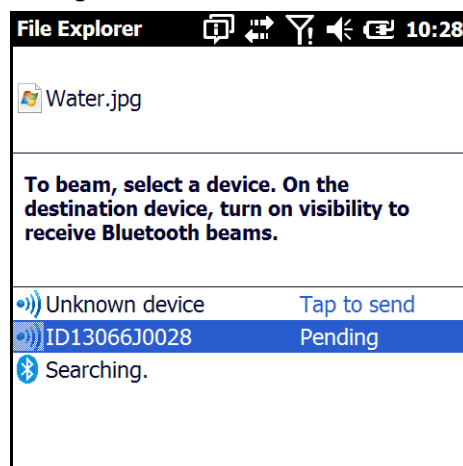 File Explorer 10:28
Water.jpg
To beam, select a device. On the
destination device, turn on visibility to
receive Bluetooth beams.
Unknown device Tap to send
ID13066J0028 Pending
Searching.